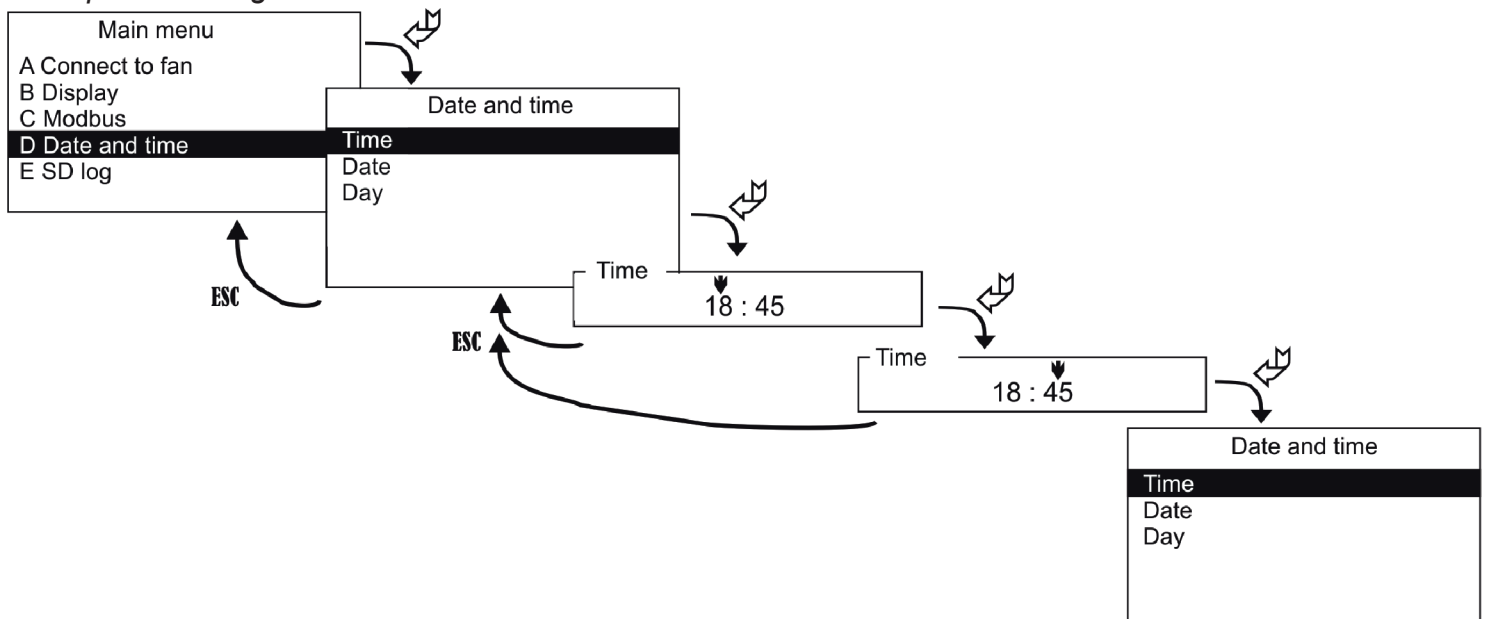 Main menu
A Connect to fan
B Display
C Modbus
D Date and time
E SD log
Date and time
Time
Date
Day
ESC
Time
18 : 45
ESC
Time
18 : 45
Date and time
Time
Date
Day